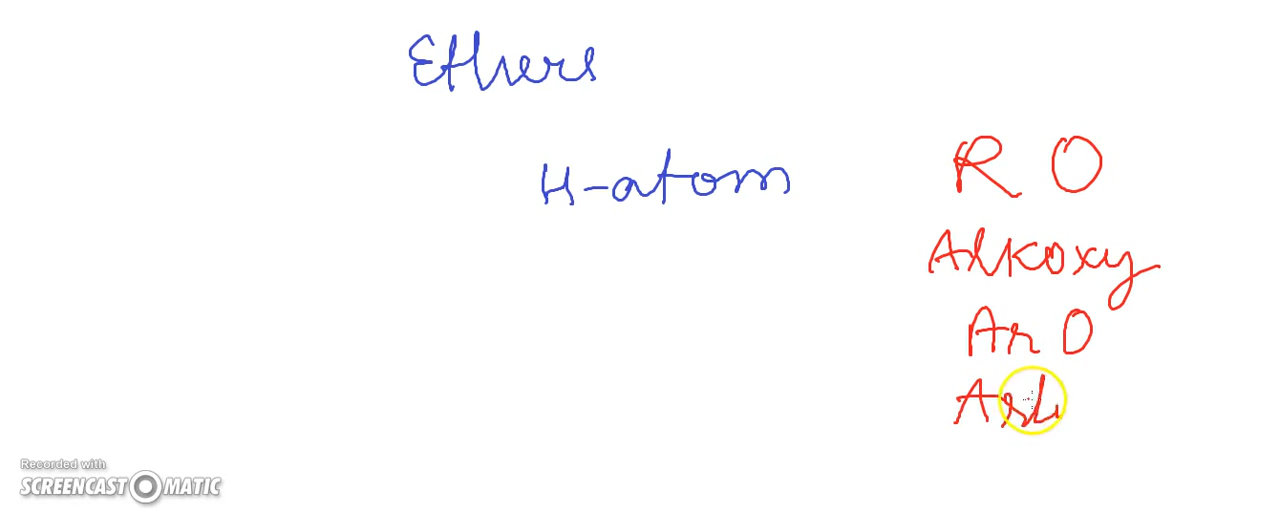 Ethers
H-atom
R O
Alkoxy
Ar O
Recorded with
SCREENCAST O MATIC